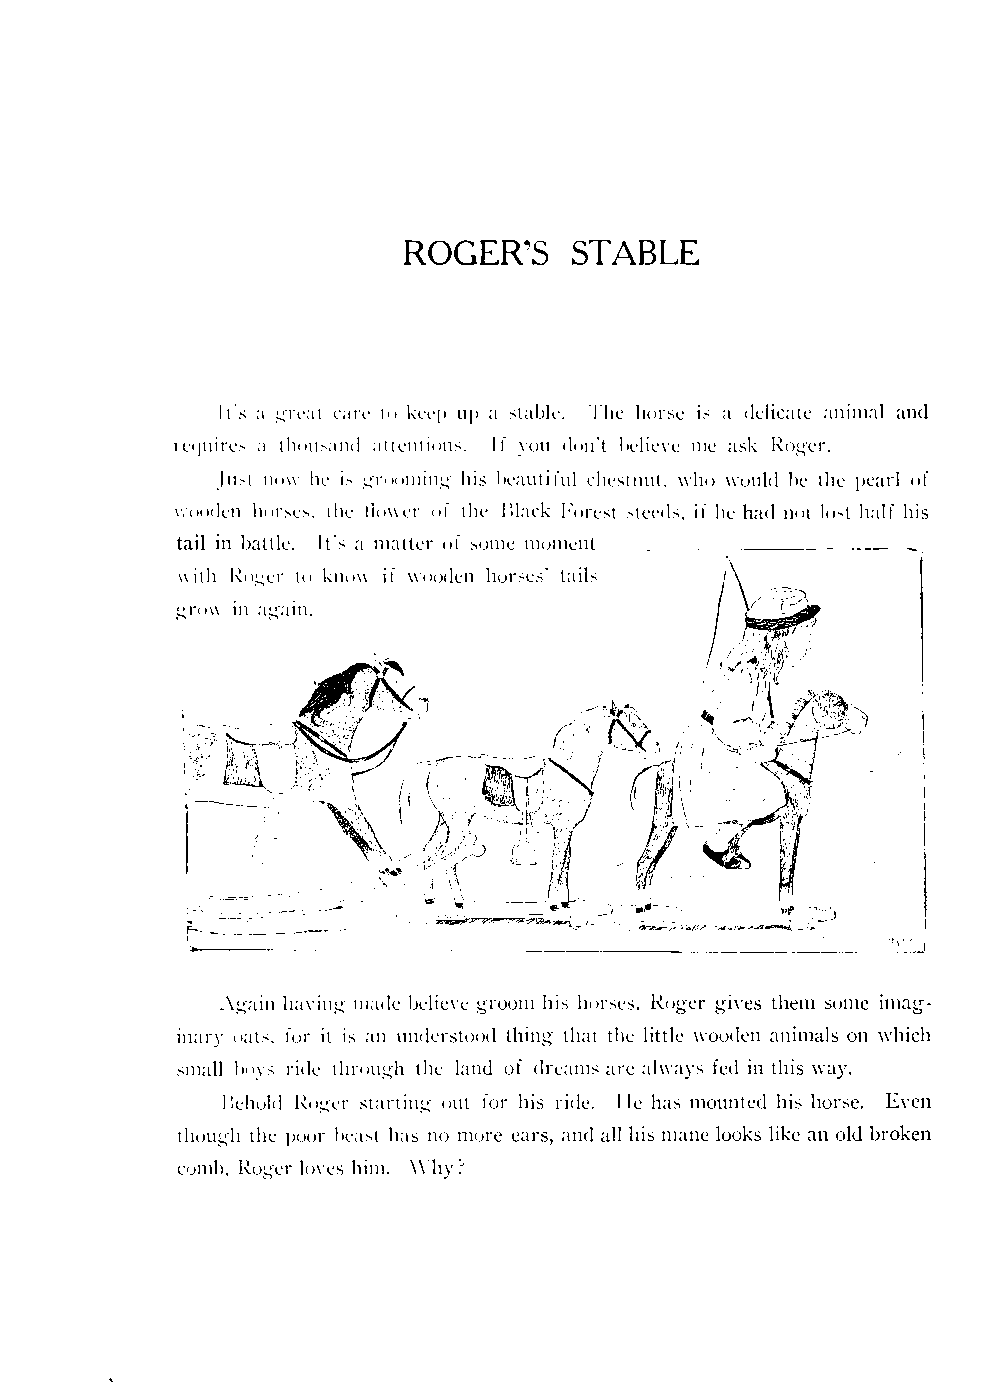 ROGER'S STABLE
It's a great care to keep up a stable. The horse is a delicate animal and
requires a thousand attentions. If you don't believe me ask Roger.
Just now he is grooming his beautiful chestnut, who would be the pearl of
wooden horses, the flower of the Black Forest steeds, if he had not lost half his
tail in battle. It's a matter of some moment
with Roger to know if wooden horses' tails
grow in again.
Again having made believe groom his horses, Roger gives them some imag-
inary oats, for it is an understood thing that the little wooden animals on which
small boys ride through the land of dreams are always fed in this way.
Behold Roger starting out for his ride. He has mounted his horse. Even
though the poor beast has no more ears, and all his mane looks like an old broken
comb, Roger loves him. Why?